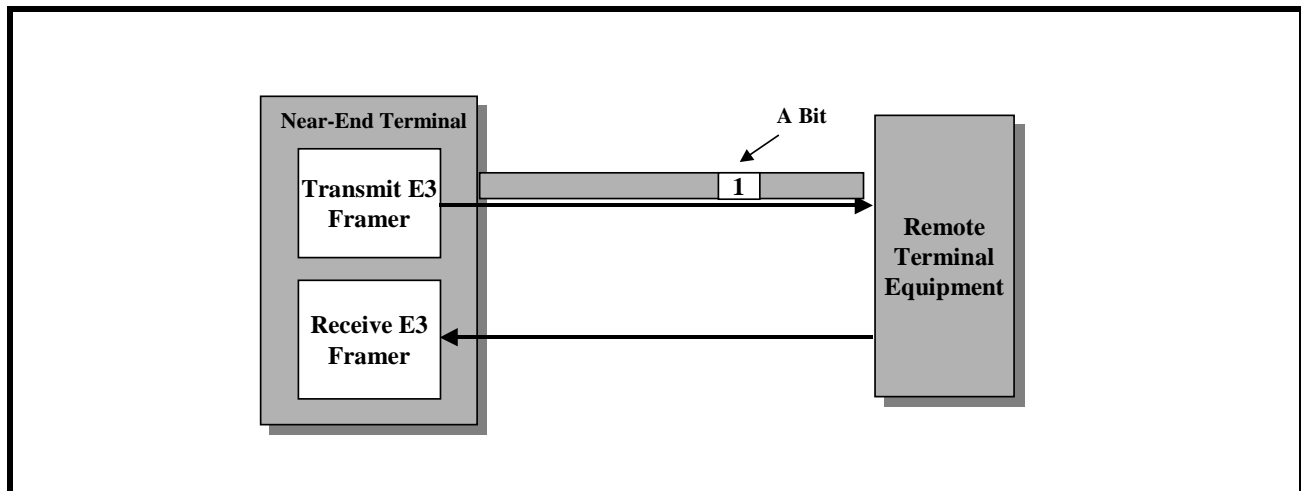 Near-End Terminal
A Bit
Transmit E3
Framer
1
Remote
Terminal
Equipment
Receive E3
Framer